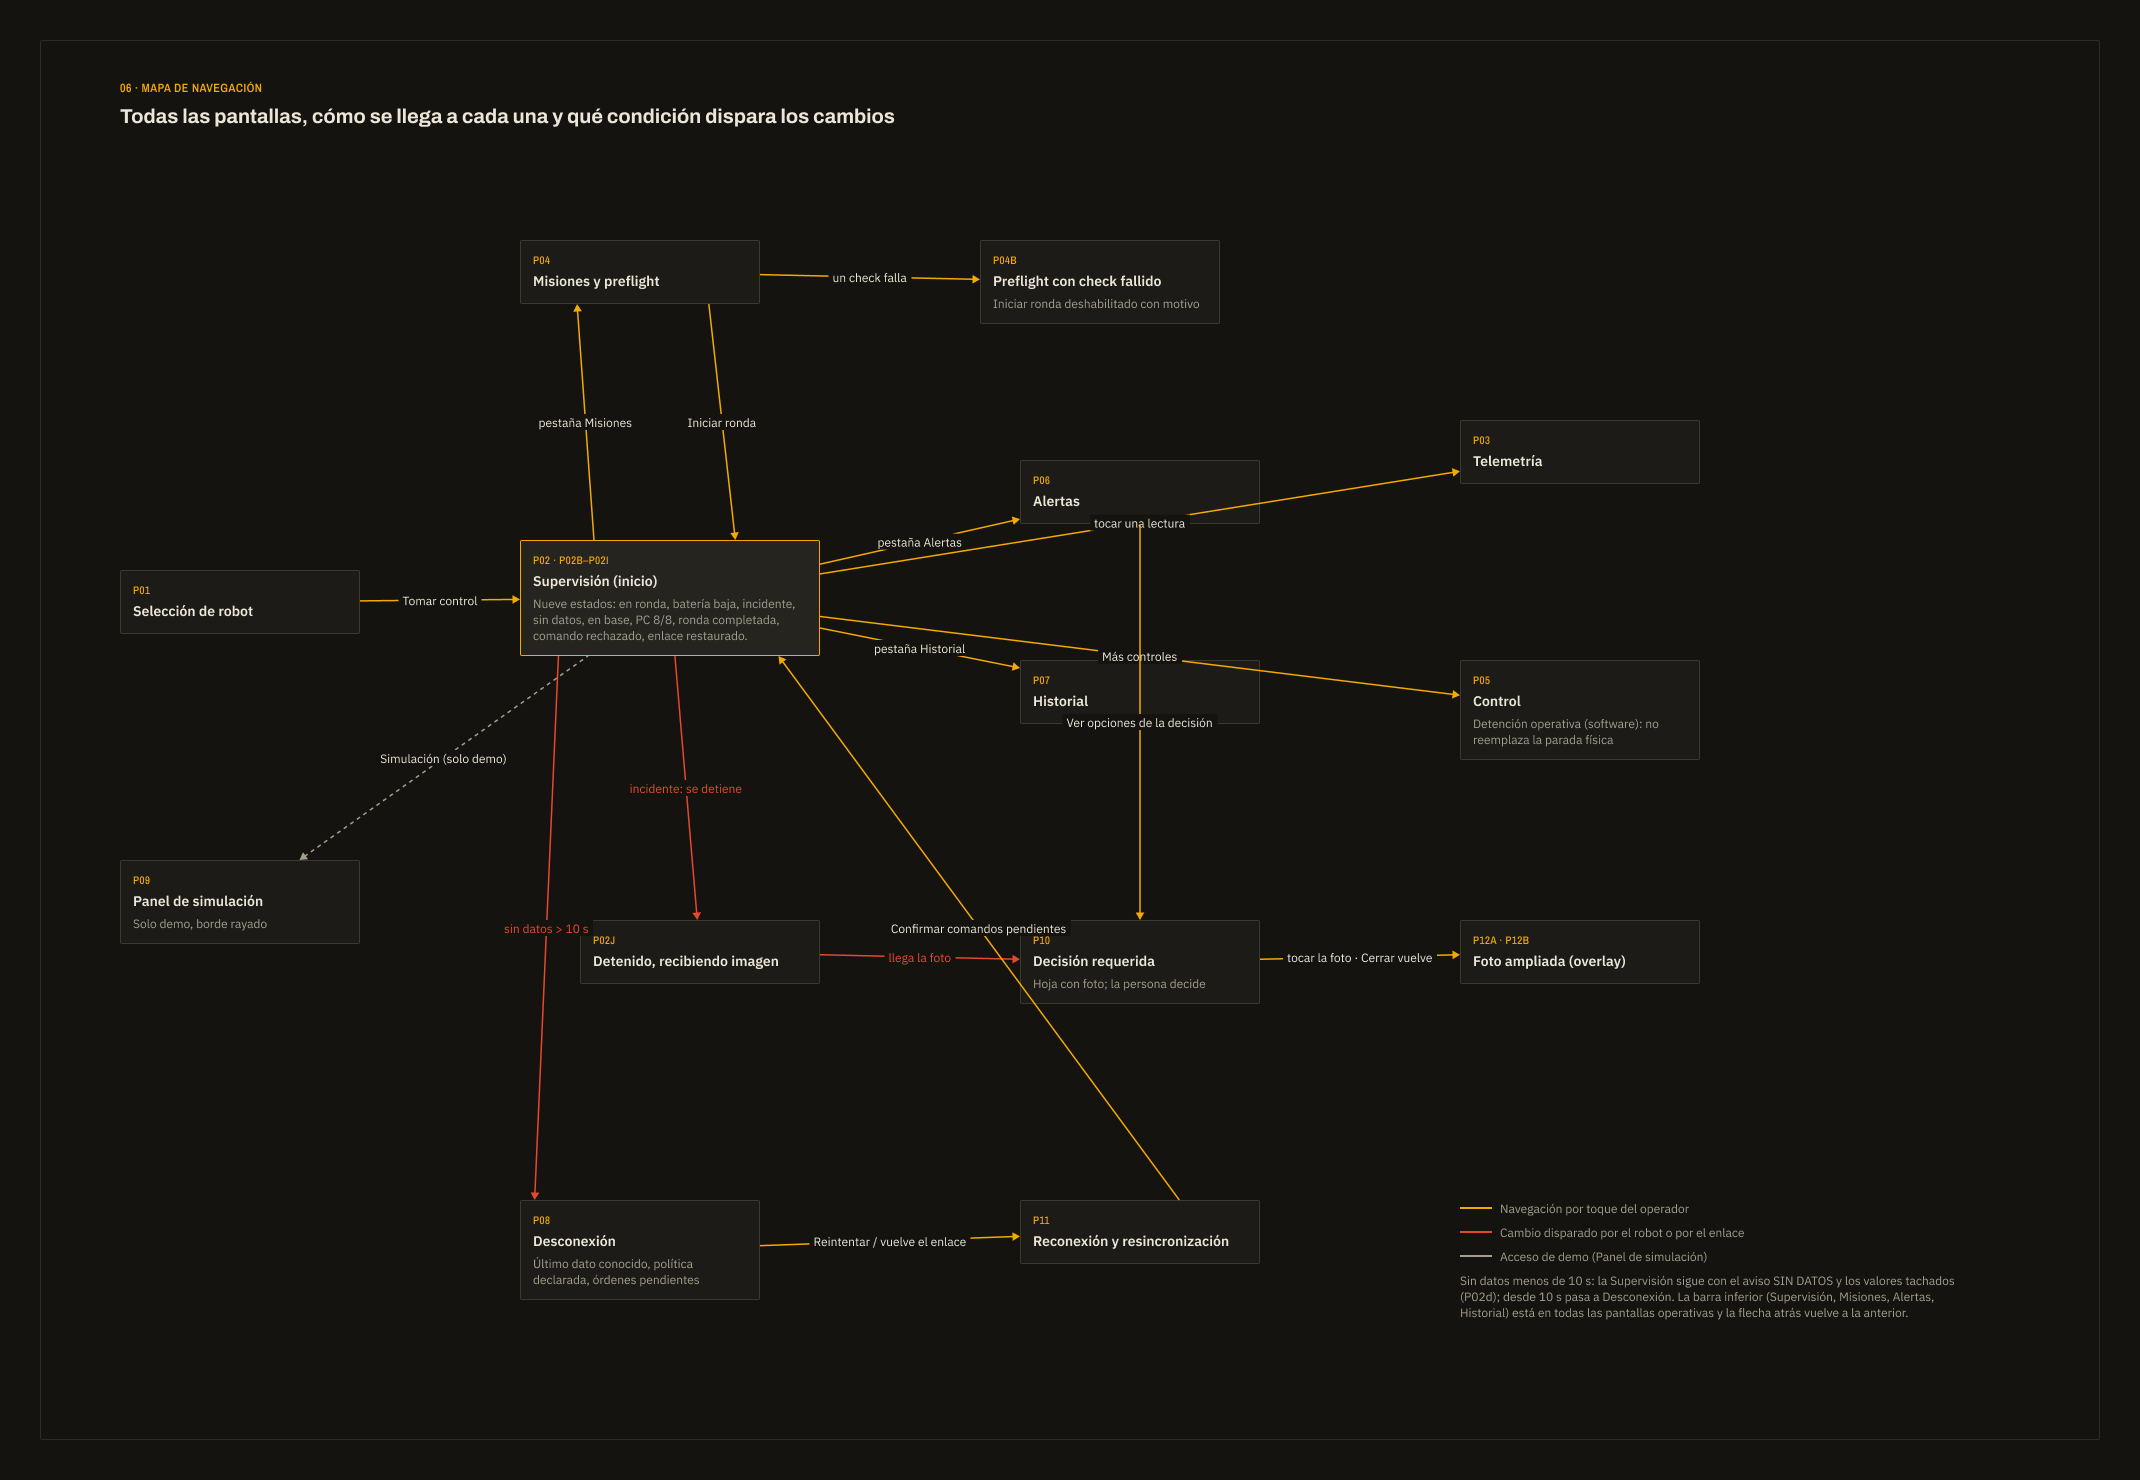 06 · MAPA DE NAVEGACIÓN
Todas las pantallas, cómo se llega a cada una y qué condición dispara los cambios
P04
Misiones y preflight
un check falla
P04B
Preflight con check fallido
Iniciar ronda deshabilitado con motivo
pestaña Misiones
Iniciar ronda
P03
Telemetría
P06
Alertas
tocar una lectura
pestaña Alertas
P02 · P02B–P02I
Supervisión (inicio)
Nueve estados: en ronda, batería baja, incidente,
sin datos, en base, PC 8/8, ronda completada,
comando rechazado, enlace restaurado.
P01
Selección de robot
Tomar control
pestaña Historial
Más controles
P07
Historial
Ver opciones de la decisión
P05
Control
Detención operativa (software): no
reemplaza la parada física
Simulación (solo demo)
incidente: se detiene
P09
Panel de simulación
Solo demo, borde rayado
sin datos > 10 s
P02J
Detenido, recibiendo imagen
llega la foto
Confirmar comandos pendientes
P10
Decisión requerida
Hoja con foto; la persona decide
tocar la foto · Cerrar vuelve
P12A · P12B
Foto ampliada (overlay)
P08
Desconexión
Último dato conocido, política
declarada, órdenes pendientes
Reintentar / vuelve el enlace
P11
Reconexión y resincronización
Navegación por toque del operador
Cambio disparado por el robot o por el enlace
Acceso de demo (Panel de simulación)
Sin datos menos de 10 s: la Supervisión sigue con el aviso SIN DATOS y los valores tachados
(P02d); desde 10 s pasa a Desconexión. La barra inferior (Supervisión, Misiones, Alertas,
Historial) está en todas las pantallas operativas y la flecha atrás vuelve a la anterior.